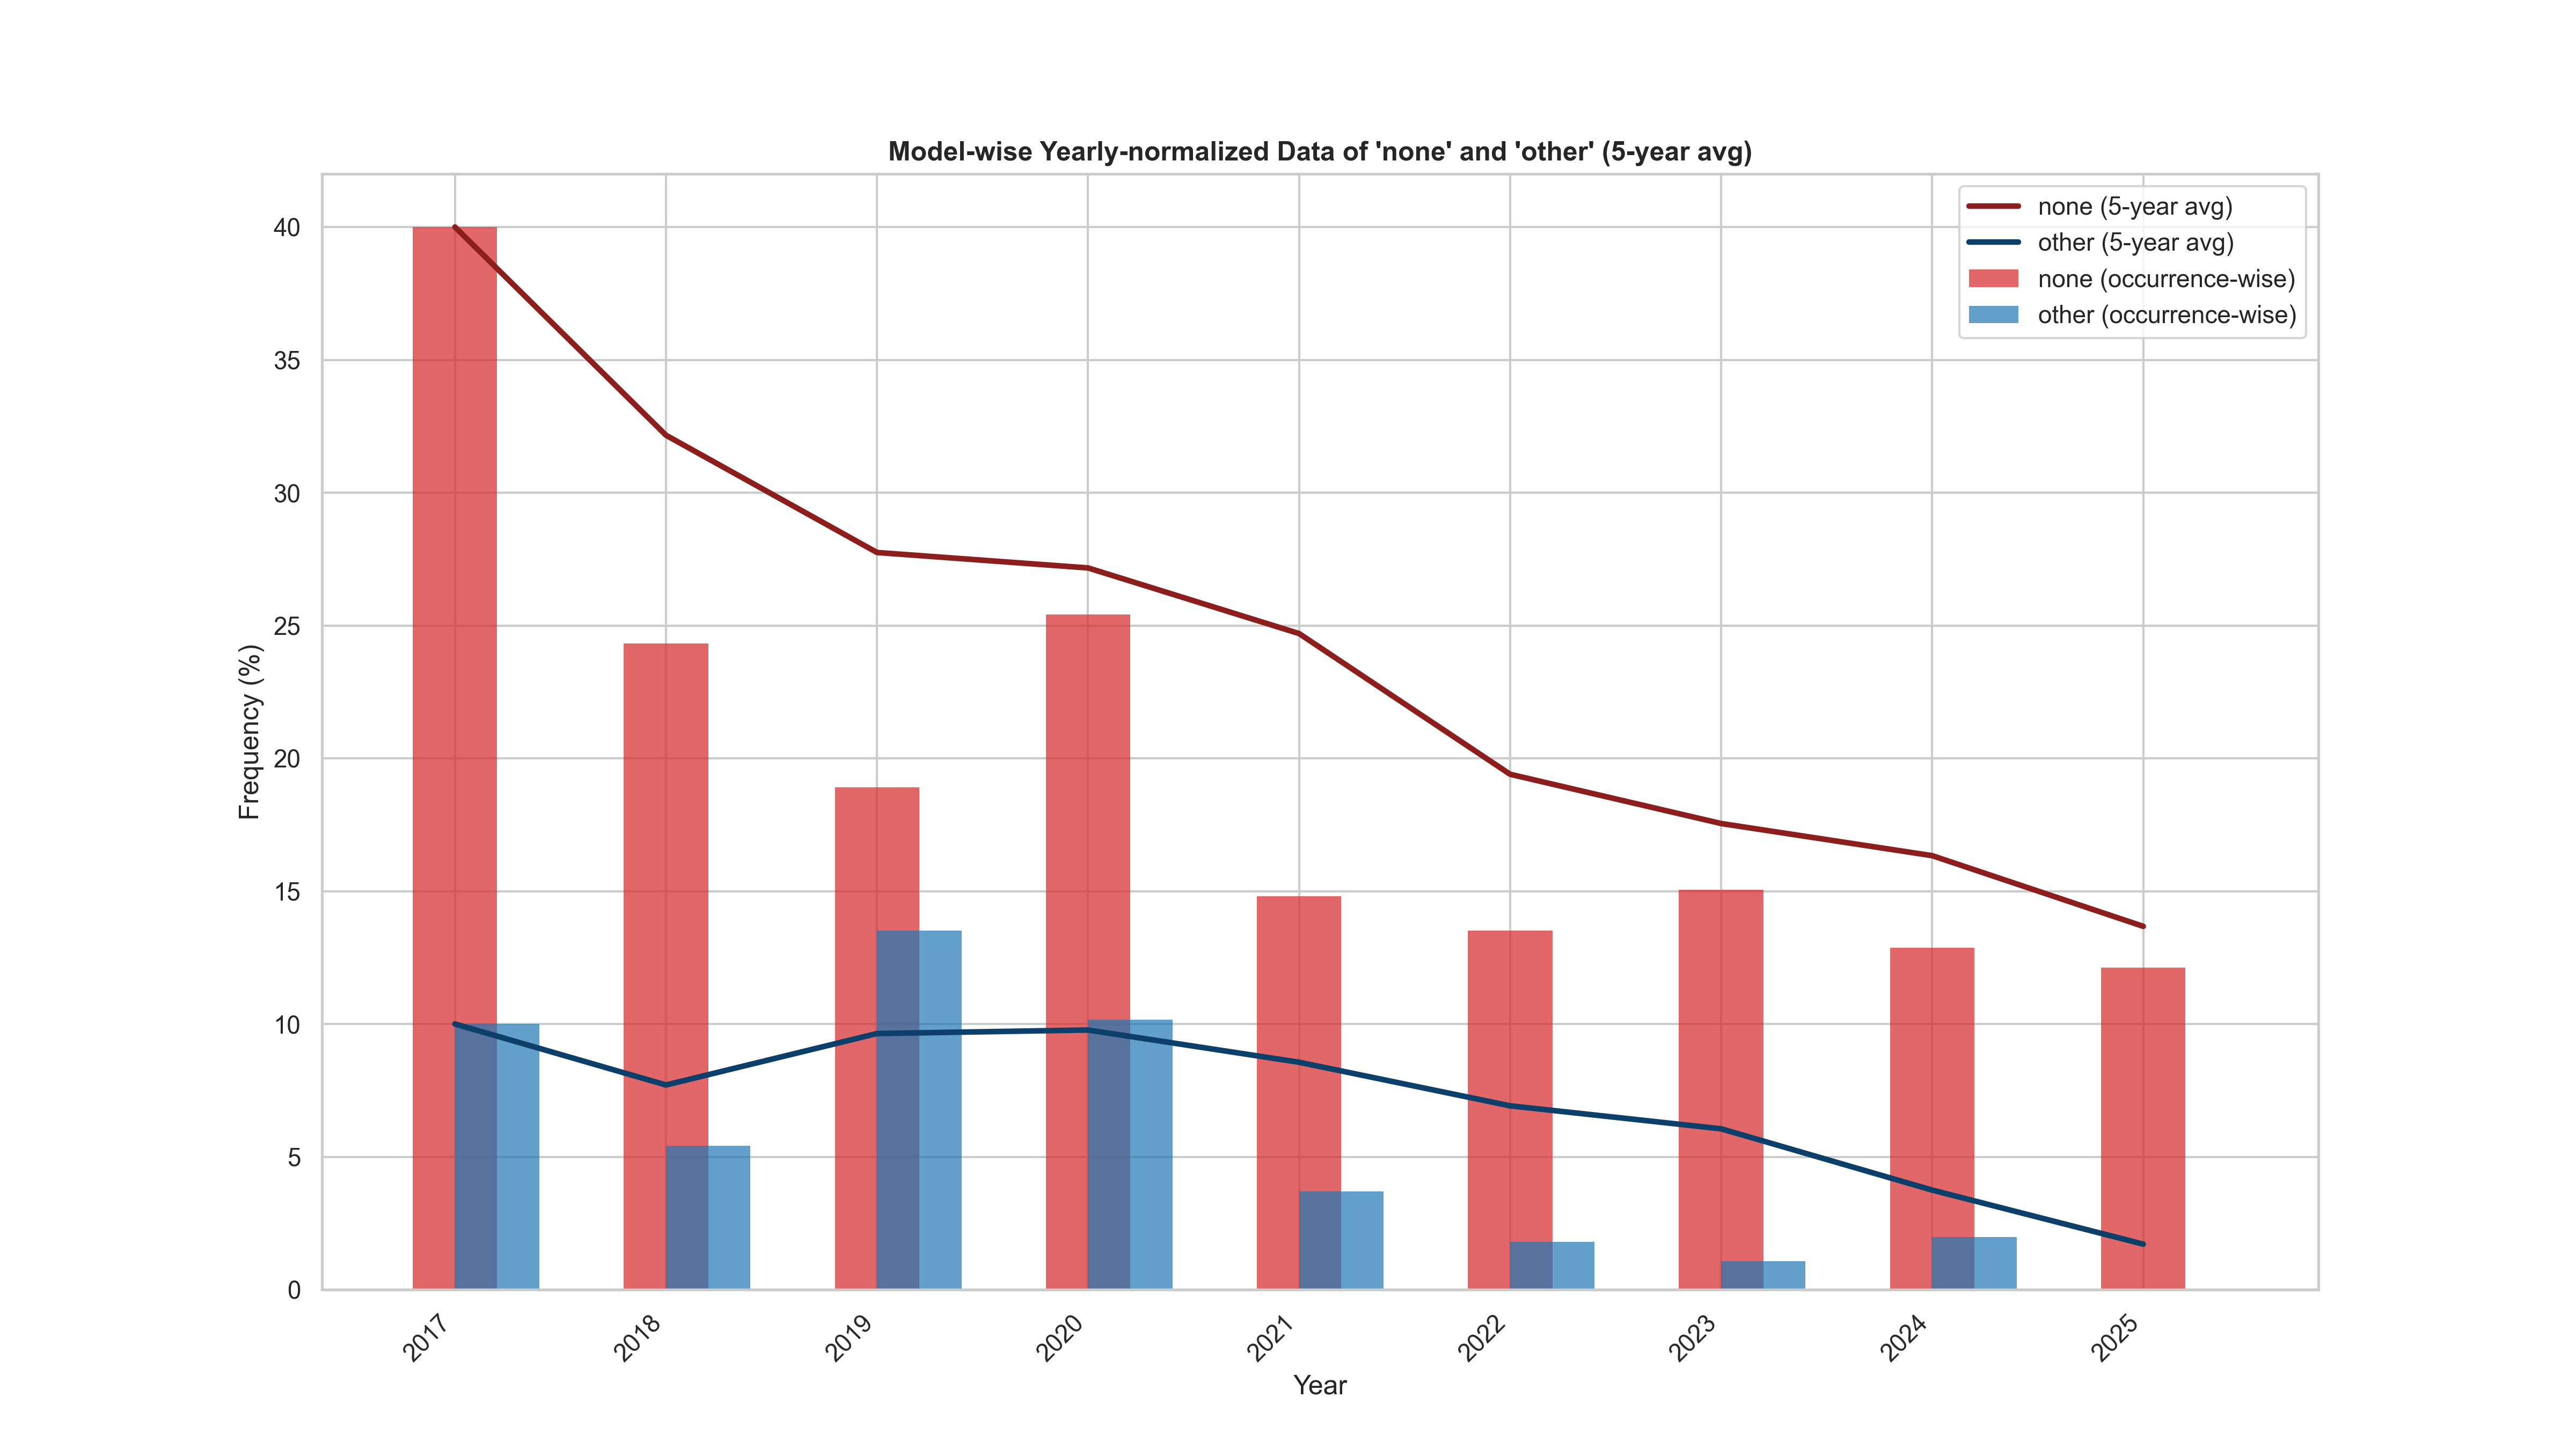 Model-wise Yearly-normalized Data of 'none' and 'other' (5-year avg)
none (5-year avg)
other (5-year avg)
none (occurrence-wise)
other (occurrence-wise)
Frequency (%)
40
35
30
25
20
15
10
5
0
2017
2018
2019
2020
2021
2022
2023
2024
2025
Year